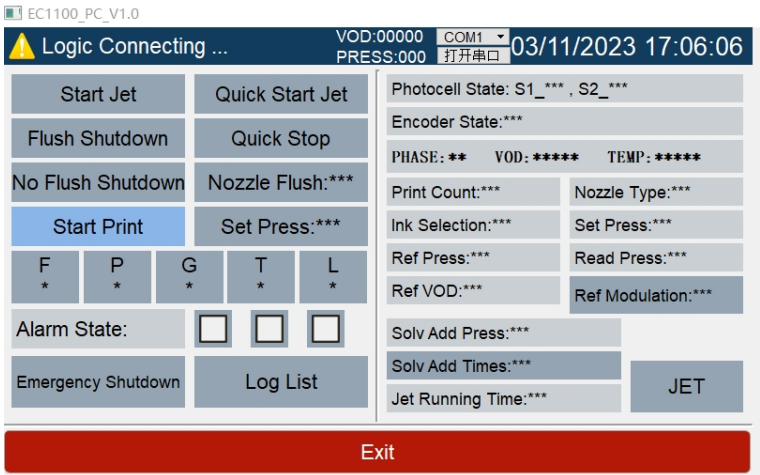 EC1100_PC_V1.0
Logic Connecting ...
VOD:00000
PRESS:000
COM1
打开串口
03/11/2023 17:06:06
Start Jet
Quick Start Jet
Flush Shutdown
Quick Stop
No Flush Shutdown
Nozzle Flush:***
Start Print
Set Press:***
F P G T L
* * * * *
Alarm State:
Emergency Shutdown
Log List
Photocell State: S1_*** , S2_***
Encoder State:***
PHASE:** VOD:***** TEMP:*****
Print Count:***
Nozzle Type:***
Ink Selection:***
Set Press:***
Ref Press:***
Read Press:***
Ref VOD:***
Ref Modulation:***
Solv Add Press:***
Solv Add Times:***
Jet Running Time:***
JET
Exit